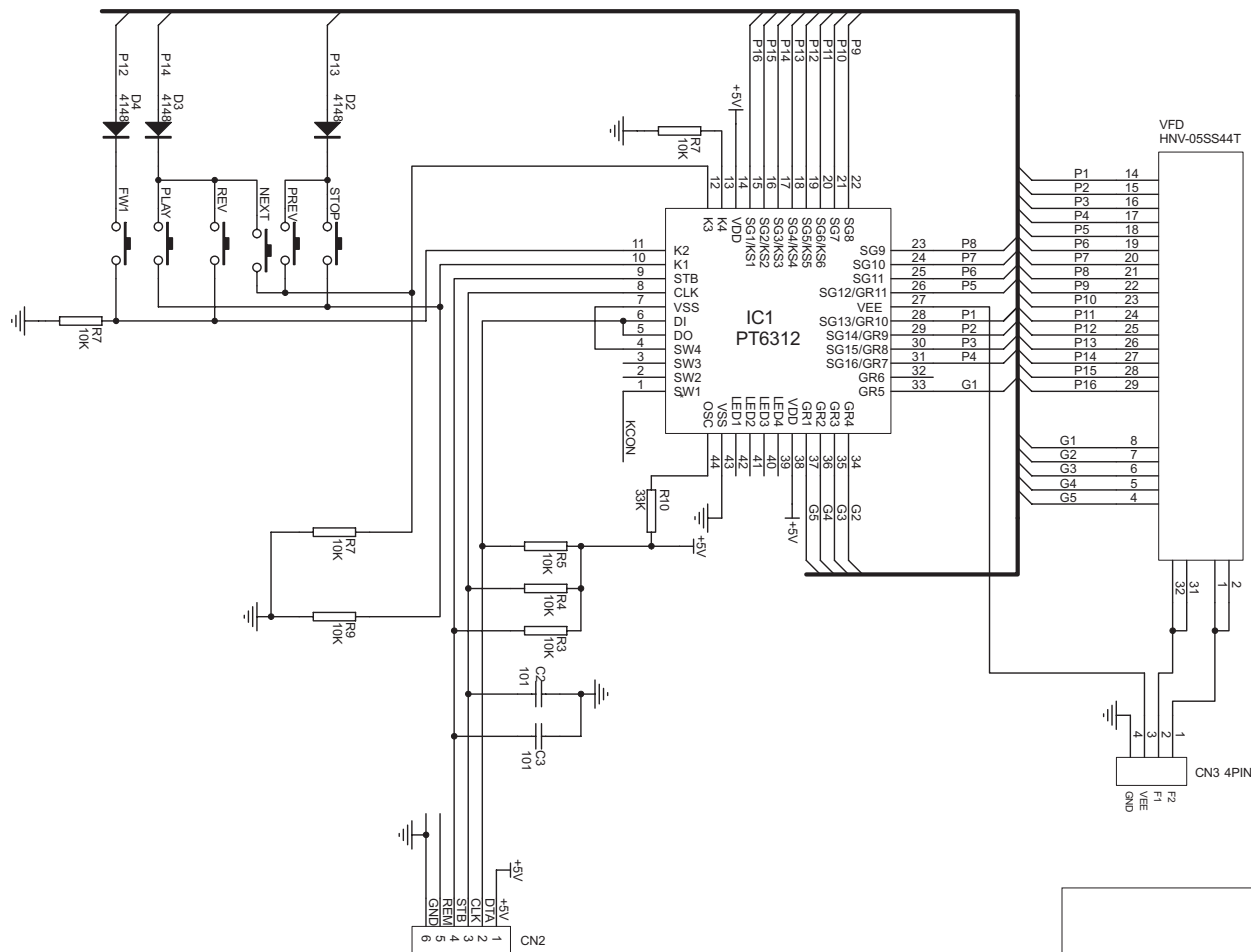 P12
P14
P13
D4
4148
D3
4148
D2
4148
FW1
PLAY
REV
NEXT
PREV
STOP
R7
10K
R7
10K
+5V
P16
P15
P14
P13
P12
P11
P10
P9
12
13
14
15
16
17
18
19
20
21
22
K3
K4
VDD
SG1/KS1
SG2/KS2
SG3/KS3
SG4/KS4
SG5/KS5
SG6/KS6
SG7
SG8
11 K2
10 K1
9 STB
8 CLK
7 VSS
6 DI
5 DO
4 SW4
3 SW3
2 SW2
1 SW1
IC1
PT6312
SG9 23 P8
SG10 24 P7
SG11 25 P6
SG12/GR11 26 P5
VEE 27
SG13/GR10 28 P1
SG14/GR9 29 P2
SG15/GR8 30 P3
SG16/GR7 31 P4
GR6 32
GR5 33 G1
OSC
VSS
LED1
LED2
LED3
LED4
VDD
GR1
GR2
GR3
GR4
44
43
42
41
40
39
38
37
36
35
34
KCON
G5
G4
G3
G2
+5V
VFD
HNV-05SS44T
P1 14
P2 15
P3 16
P4 17
P5 18
P6 19
P7 20
P8 21
P9 22
P10 23
P11 24
P12 25
P13 26
P14 27
P15 28
P16 29
G1 8
G2 7
G3 6
G4 5
G5 4
32
31
1
2
R10
33K
+5V
R7
10K
R9
10K
R5
10K
R4
10K
R3
10K
C2
101
C3
101
4
3
2
1
CN3 4PIN
GND
VEE
F1
F2
+5V
GND
REM
STB
CLK
DTA
+5V
6
5
4
3
2
1
CN2